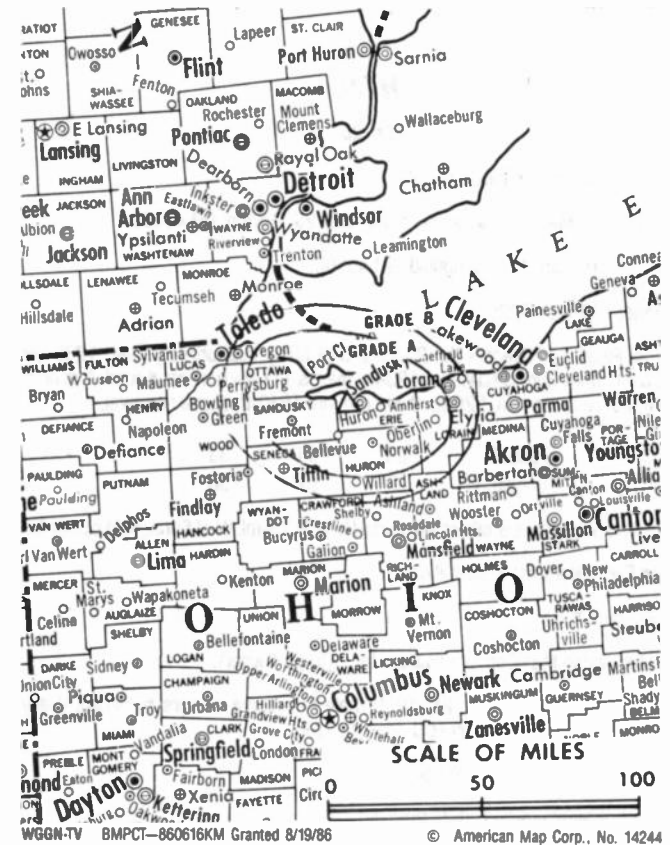 GENESEE
Lapeer
ST. CLAIR
Owosso
Flint
Port Huron
Sarnia
SHIA-
WASSEE
Fenton
OAKLAND
Rochester
MACOMB
Mount
Clemens
Wallaceburg
E Lansing
Lansing
Pontiac
Royal Oak
LIVINGSTON
INGHAM
Dearborn
Detroit
Chatham
JACKSON
Ann
Arbor
Eastlawn
Inkster
Windsor
WAYNE
Wyandatte
Ypsilanti
Riverview
Jackson
WASHTENAW
Trenton
Leamington
LAKE E
LENAWEE
MONROE
Monroe
Tecumseh
Hillsdale
Adrian
Toledo
GRADE B
GRADE A
Cleveland
Painesville
Geneva
LAKE
GEAUGA
WILLIAMS
FULTON
Sylvania
LUCAS
Oregon
OTTAWA
Euclid
Cleveland Hts.
CUYAHOGA
Bryan
Wauseon
Maumee
Perrysburg
Lorain
Parma
HENRY
Bowling
Green
SANDUSKY
Huron
Amherst
Elyria
ERIE
Oberlin
LORAIN
MEDINA
Cuyahoga
Falls
DEFIANCE
Napoleon
Fremont
WOOD
Bellevue
Norwalk
Akron
Defiance
SENECA
HURON
Barberton
PAULDING
PUTNAM
Fostoria
Tiffin
Willard
ASH-
LAND
Paulding
Findlay
WYAN-
DOT
CRAWFORD
Shelby
Ashland
Rittman
Wooster
Orrville
Canton
Louisville
VAN WERT
Delphos
HANCOCK
Crestline
Rosedale
Lincoln Hts.
Massillon
Canton
Van Wert
ALLEN
HARDIN
Bucyrus
Galion
Mansfield
WAYNE
STARK
Lima
CARROLL
MERCER
St.
Marys
Wapakoneta
Kenton
MARION
Marion
RICH-
LAND
HOLMES
Dover
New
Philadelphia
AUGLAIZE
Celina
OHIO
UNION
MORROW
KNOX
Mt.
Vernon
COSHOCTON
Coshocton
TUSCA-
RAWAS
Uhrichs-
ville
SHELBY
Bellefontaine
LOGAN
Delaware
DELA-
WARE
LICKING
DARKE
Sidney
CHAMPAIGN
Westerville
Worthington
Upper Arlington
Columbus
Newark
Cambridge
Union City
Piqua
Urbana
MUSKINGUM
GUERNSEY
Greenville
Troy
MIAMI
Hilliard
Grandview Hts
Grove City
Reynoldsburg
Whitehall
Zanesville
PREBLE
MONT
GOMERY
Vandalia
CLARK
Springfield
London
Eaton
Fairborn
MADISON
Dayton
Xenia
Kettering
FAYETTE
SCALE OF MILES
0 50 100
WGGN-TV BMPCT-860616KM Granted 8/19/86 © American Map Corp., No. 14244